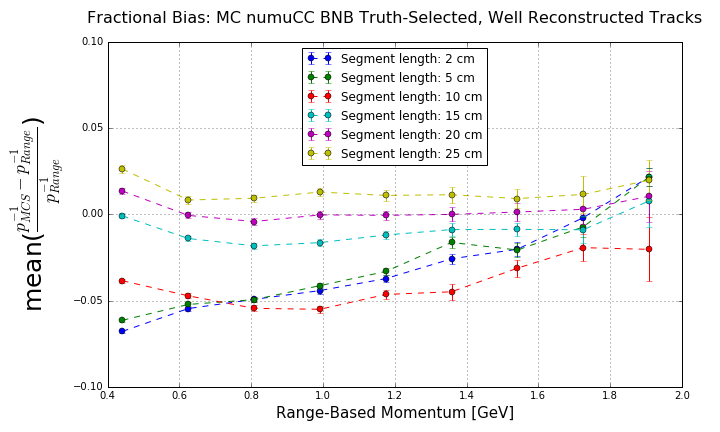 Fractional Bias: MC numuCC BNB Truth-Selected, Well Reconstructed Tracks
mean(\frac{p_{MCS}^{-1} - p_{Range}^{-1}}{p_{Range}^{-1}})
0.10
0.05
0.00
−0.05
−0.10
Segment length: 2 cm
Segment length: 5 cm
Segment length: 10 cm
Segment length: 15 cm
Segment length: 20 cm
Segment length: 25 cm
0.4 0.6 0.8 1.0 1.2 1.4 1.6 1.8 2.0
Range-Based Momentum [GeV]